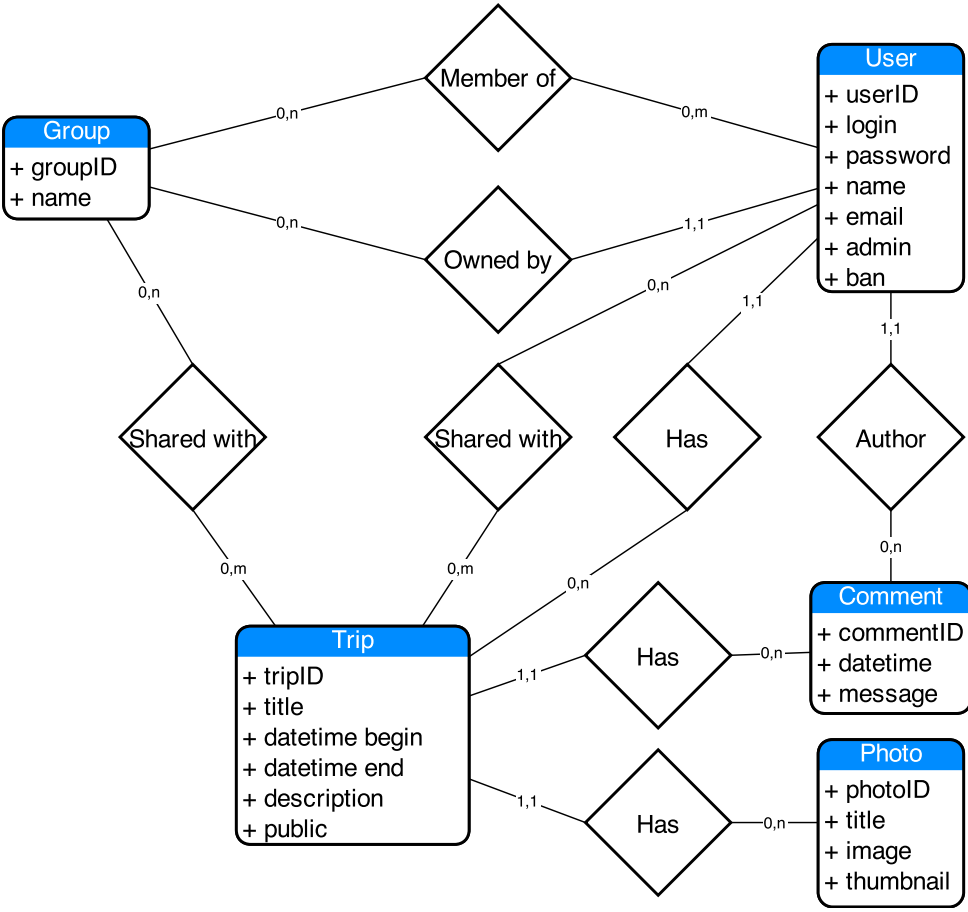 Member of
0,n
0,m
User
+ userID
+ login
+ password
+ name
+ email
+ admin
+ ban
Group
+ groupID
+ name
0,n
Owned by
1,1
0,n
0,n
1,1
1,1
Shared with
Shared with
Has
Author
0,m
0,m
0,n
0,n
Trip
+ tripID
+ title
+ datetime begin
+ datetime end
+ description
+ public
1,1
Has
0,n
Comment
+ commentID
+ datetime
+ message
1,1
Has
0,n
Photo
+ photoID
+ title
+ image
+ thumbnail